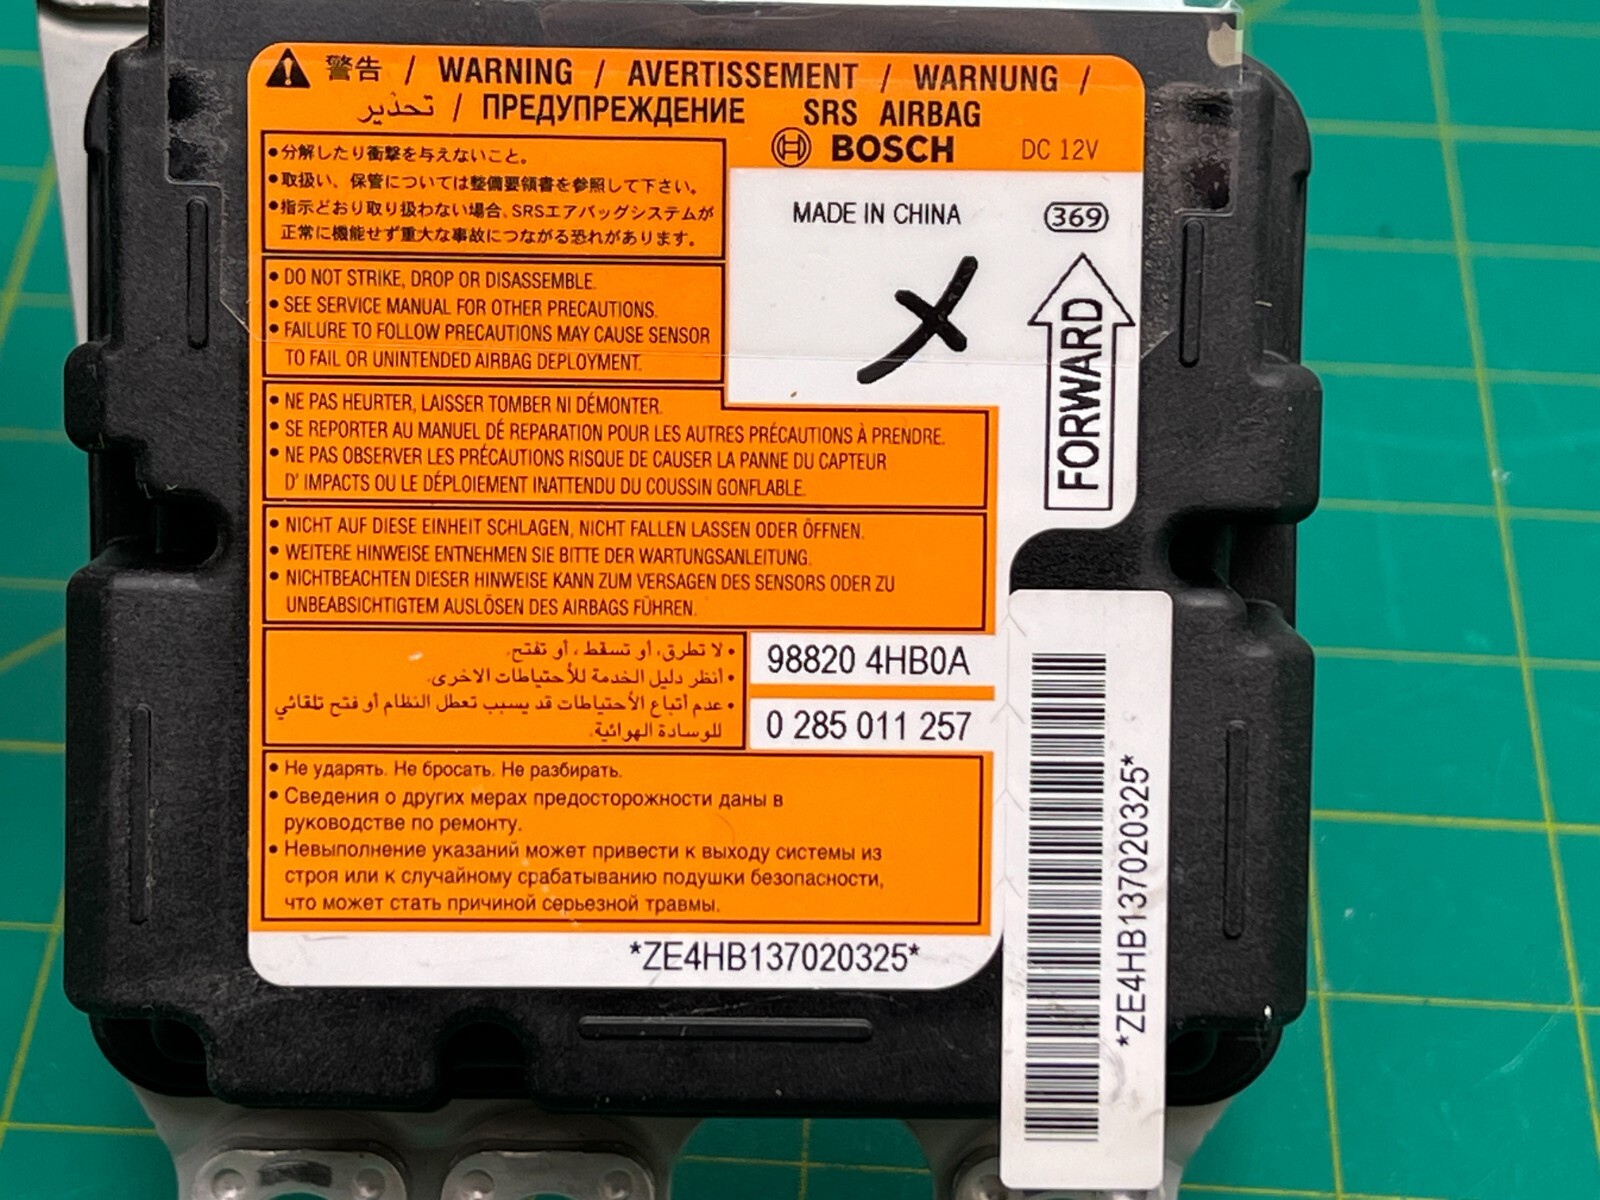 警告 / WARNING / AVERTISSEMENT / WARNUNG /
تحذير / ПРЕДУПРЕЖДЕНИЕ SRS AIRBAG
BOSCH DC 12V
•分解したり衝撃を与えないこと。
•取扱い、保管については整備要領書を参照して下さい。
•指示どおり取り扱わない場合、SRSエアバッグシステムが
正常に機能せず重大な事故につながる恐れがあります。
MADE IN CHINA 369
FORWARD
• DO NOT STRIKE, DROP OR DISASSEMBLE.
• SEE SERVICE MANUAL FOR OTHER PRECAUTIONS.
• FAILURE TO FOLLOW PRECAUTIONS MAY CAUSE SENSOR
TO FAIL OR UNINTENDED AIRBAG DEPLOYMENT.
• NE PAS HEURTER, LAISSER TOMBER NI DÉMONTER.
• SE REPORTER AU MANUEL DÉ REPARATION POUR LES AUTRES PRÉCAUTIONS À PRENDRE.
• NE PAS OBSERVER LES PRÉCAUTIONS RISQUE DE CAUSER LA PANNE DU CAPTEUR
D' IMPACTS OU LE DÉPLOIEMENT INATTENDU DU COUSSIN GONFLABLE.
• NICHT AUF DIESE EINHEIT SCHLAGEN, NICHT FALLEN LASSEN ODER ÖFFNEN.
• WEITERE HINWEISE ENTNEHMEN SIE BITTE DER WARTUNGSANLEITUNG.
• NICHTBEACHTEN DIESER HINWEISE KANN ZUM VERSAGEN DES SENSORS ODER ZU
UNBEABSICHTIGTEM AUSLÖSEN DES AIRBAGS FÜHREN.
• لا تطرق، أو تسقط ، أو تفتح.
• أنظر دليل الخدمة للأحتياطات الاخرى.
• عدم أتباع الأحتياطات قد يسبب تعطل النظام أو فتح تلقائي
للوسادة الهوائية.
98820 4HB0A
0 285 011 257
• Не ударять. Не бросать. Не разбирать.
• Сведения о других мерах предосторожности даны в
руководстве по ремонту.
• Невыполнение указаний может привести к выходу системы из
строя или к случайному срабатыванию подушки безопасности,
что может стать причиной серьезной травмы.
*ZE4HB137020325*
*ZE4HB137020325*